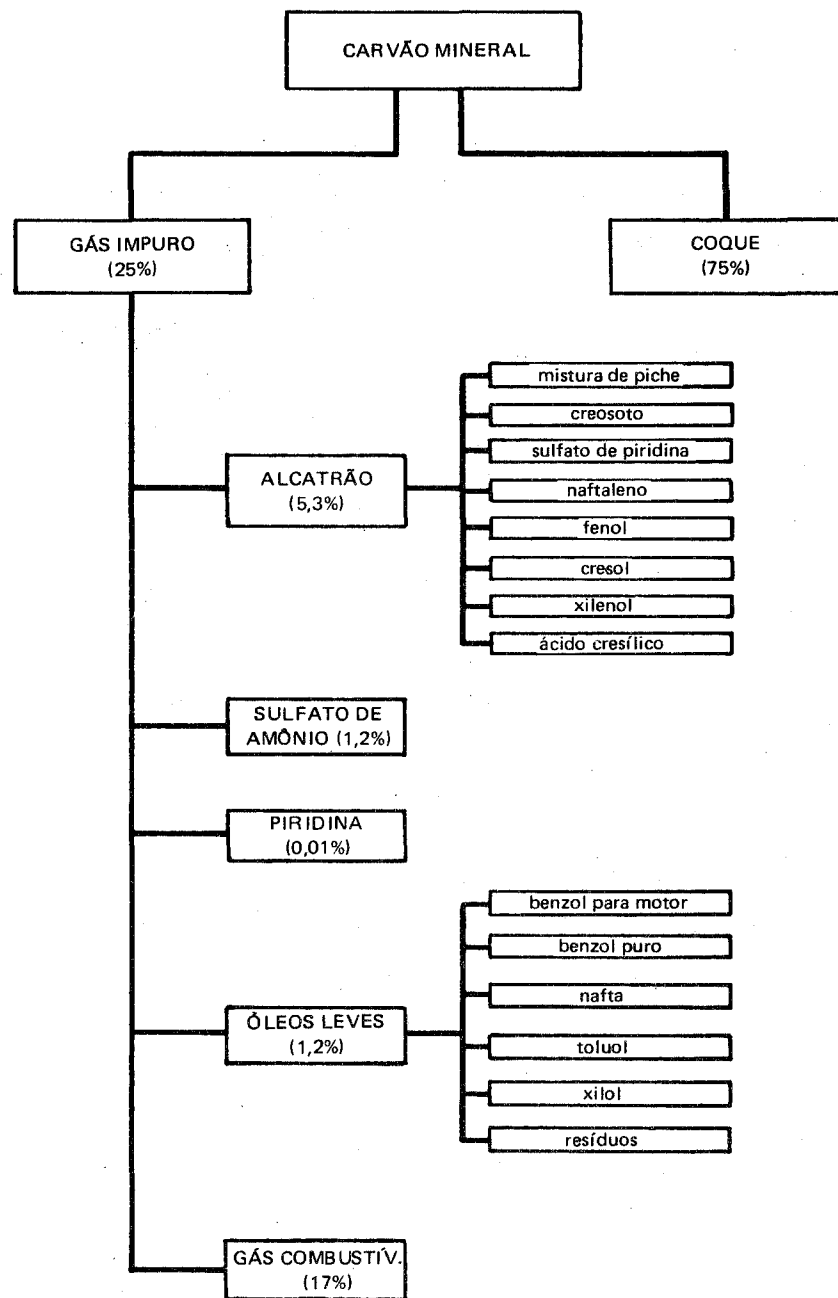 CARVÃO MINERAL
GÁS IMPURO
(25%)
COQUE
(75%)
ALCATRÃO
(5,3%)
mistura de piche
creosoto
sulfato de piridina
naftaleno
fenol
cresol
xilenol
ácido cresílico
SULFATO DE
AMÔNIO (1,2%)
PIRIDINA
(0,01%)
ÓLEOS LEVES
(1,2%)
benzol para motor
benzol puro
nafta
toluol
xilol
resíduos
GÁS COMBUSTÍV.
(17%)